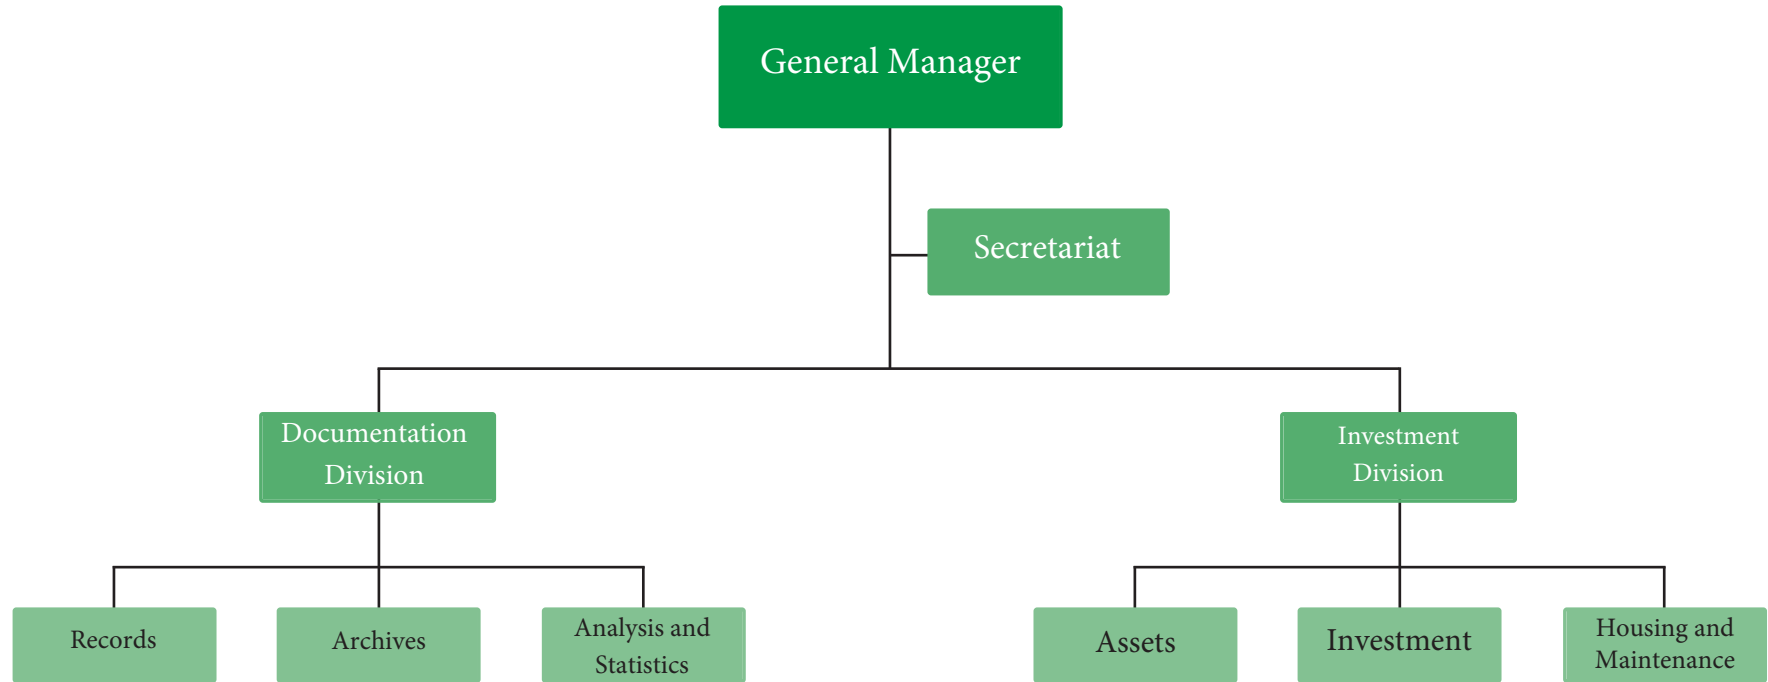 General Manager
Secretariat
Documentation
Division
Investment
Division
Records
Archives
Analysis and
Statistics
Assets
Investment
Housing and
Maintenance